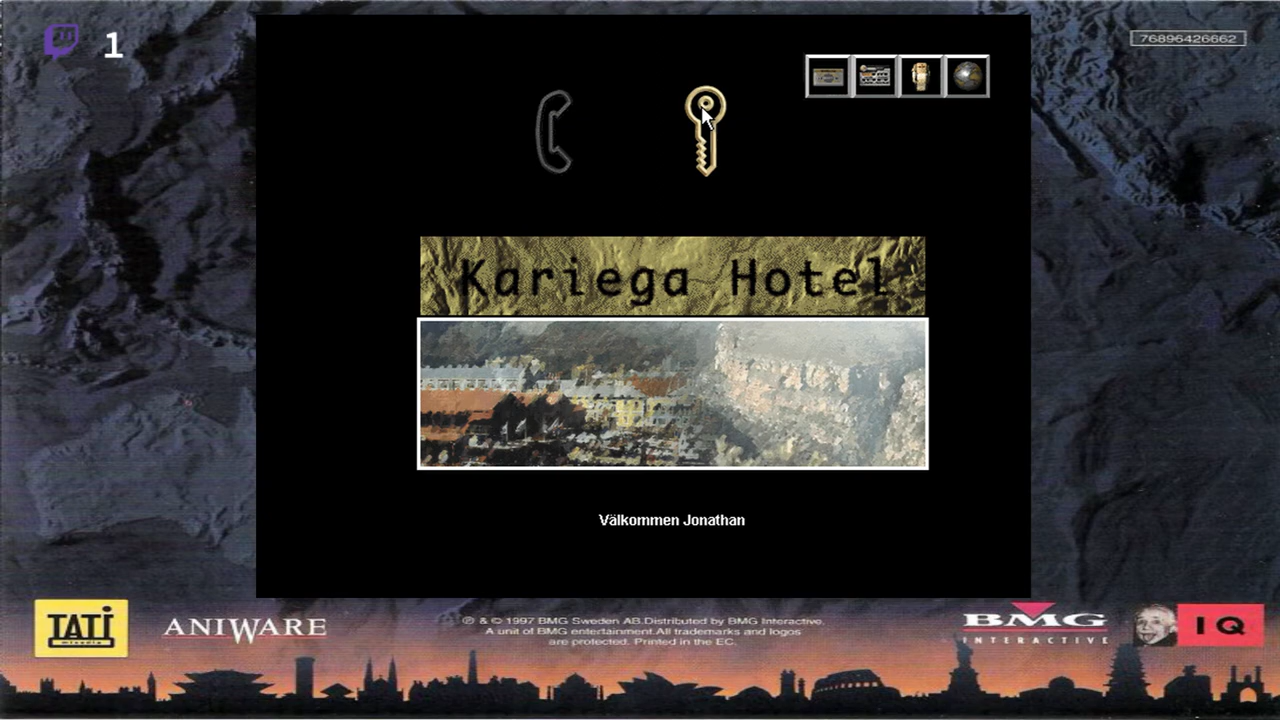 1
76896426662
Kariega Hotel
Välkommen Jonathan
TATI
ANIWARE
℗ & © 1997 BMG Sweden AB.Distributed by BMG Interactive.
A unit of BMG entertainment.All trademarks and logos
are protected. Printed in the EC.
BMG
INTERACTIVE
IQ